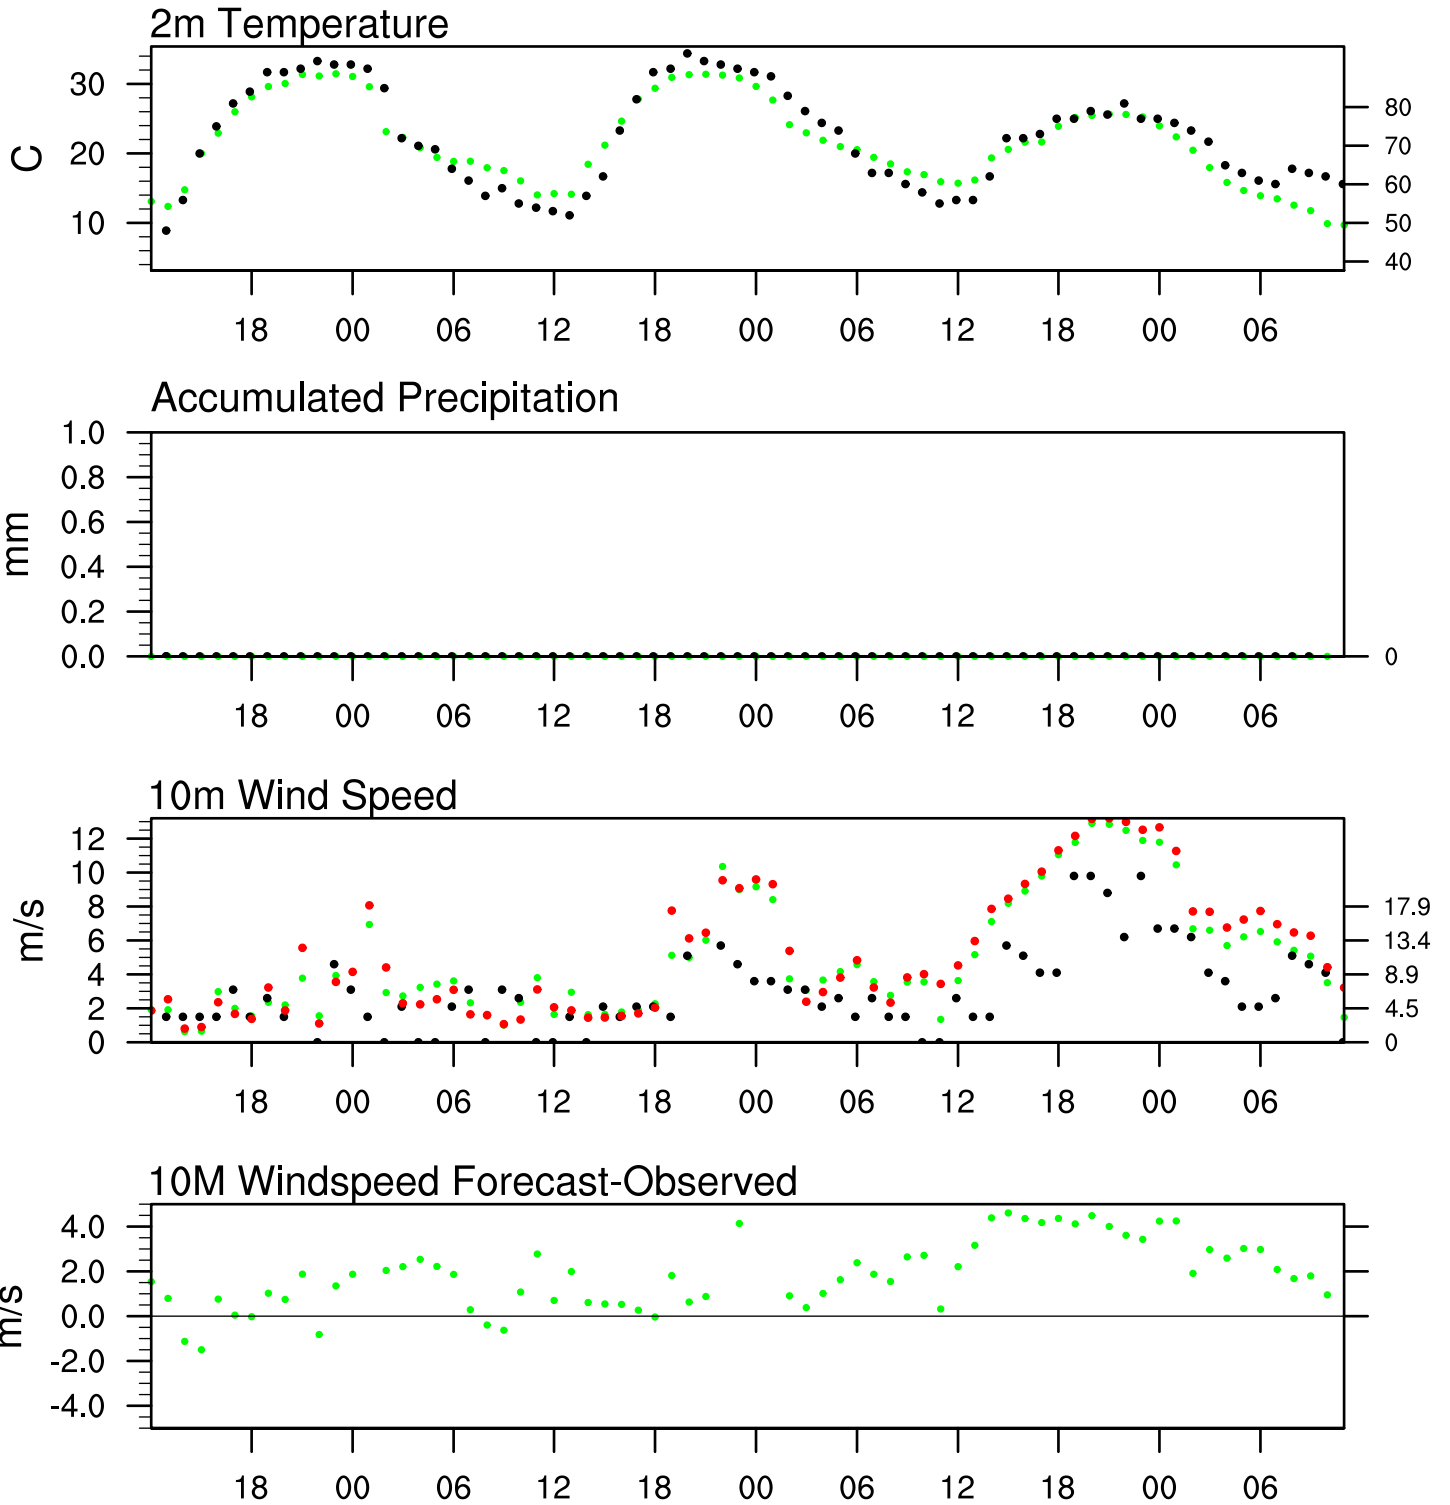 2m Temperature
30
20
10
C
80
70
60
50
40
18 00 06 12 18 00 06 12 18 00 06
Accumulated Precipitation
1.0
0.8
0.6
0.4
0.2
0.0
mm
0
18 00 06 12 18 00 06 12 18 00 06
10m Wind Speed
12
10
8
6
4
2
0
m/s
17.9
13.4
8.9
4.5
0
18 00 06 12 18 00 06 12 18 00 06
10M Windspeed Forecast-Observed
4.0
2.0
0.0
-2.0
-4.0
m/s
18 00 06 12 18 00 06 12 18 00 06